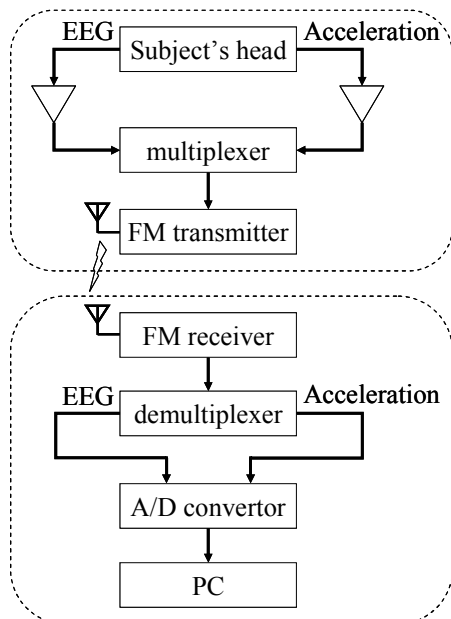 EEG
Acceleration
Subject's head
multiplexer
FM transmitter
FM receiver
EEG
Acceleration
demultiplexer
A/D convertor
PC